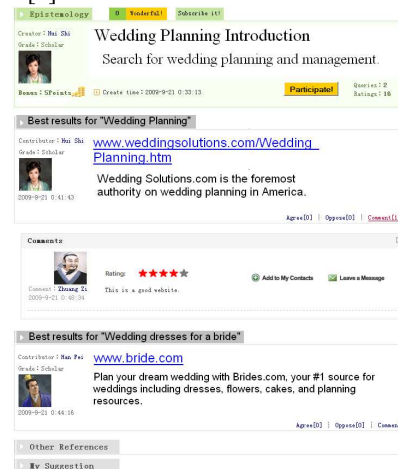 Epistemology 0 Wonderful! Subscribe it!
Creator：Hui Shi
Grade：Scholar
Wedding Planning Introduction
Search for wedding planning and management.
Bonus：5Points
Create time：2009-9-21 0:33:13
Participate!
Queries：2
Ratings：16
Best results for "Wedding Planning"
Contributor：Hui Shi
Grade：Scholar
2009-9-21 0:41:43
www.weddingsolutions.com/Wedding_
Planning.htm
Wedding Solutions.com is the foremost
authority on wedding planning in America.
Agree[0] | Oppose[0] | Comment[1
Comments
Comment：Zhuang Zi
2009-9-21 0:48:34
Rating:
This is a good website.
Add to My Contacts Leave a Message
Best results for "Wedding dresses for a bride"
Contributor：Han Fei
Grade：Scholar
2009-9-21 0:44:16
www.bride.com
Plan your dream wedding with Brides.com, your #1 source for
weddings including dresses, flowers, cakes, and planning
resources.
Agree[0] | Oppose[0] | Commen
Other References
My Suggestion